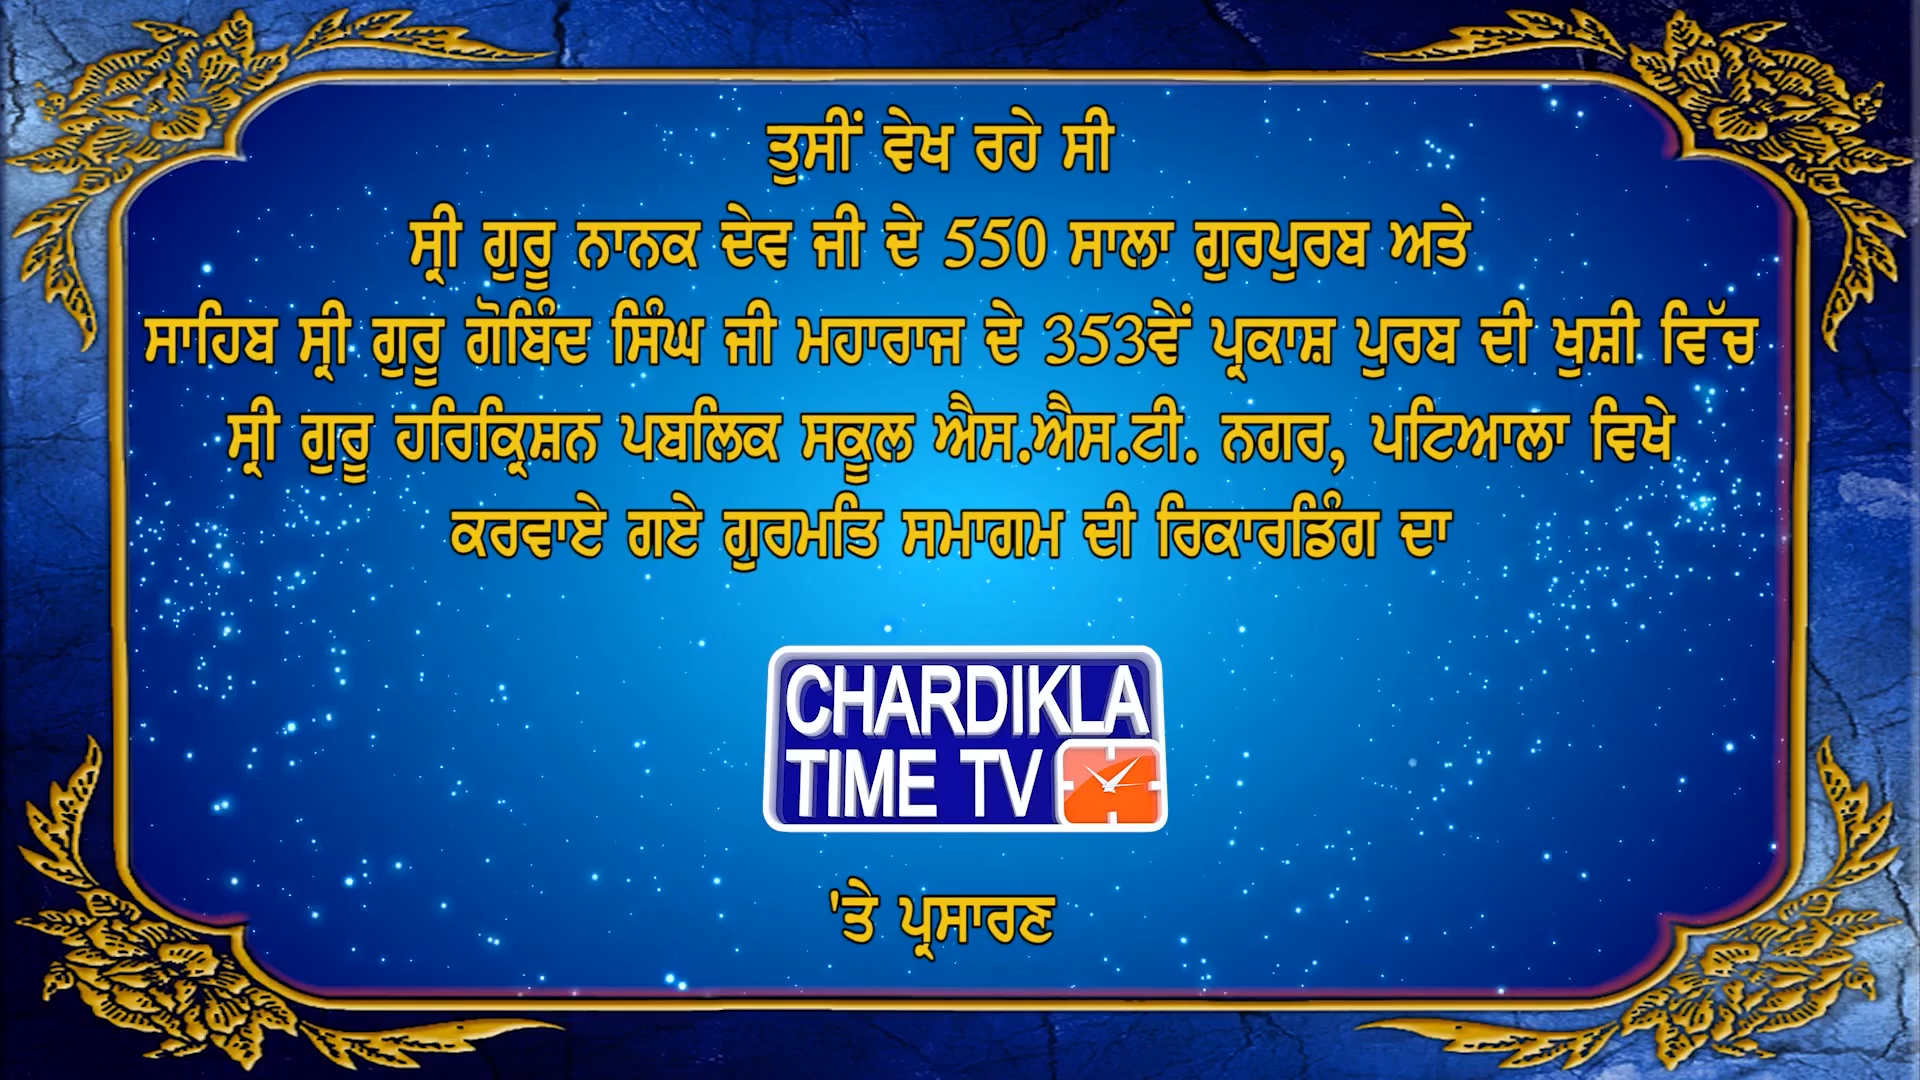 ਤੁਸੀਂ ਵੇਖ ਰਹੇ ਸੀ
ਸ੍ਰੀ ਗੁਰੂ ਨਾਨਕ ਦੇਵ ਜੀ ਦੇ 550 ਸਾਲਾ ਗੁਰਪੁਰਬ ਅਤੇ
ਸਾਹਿਬ ਸ੍ਰੀ ਗੁਰੂ ਗੋਬਿੰਦ ਸਿੰਘ ਜੀ ਮਹਾਰਾਜ ਦੇ 353ਵੇਂ ਪ੍ਰਕਾਸ਼ ਪੁਰਬ ਦੀ ਖੁਸ਼ੀ ਵਿੱਚ
ਸ੍ਰੀ ਗੁਰੂ ਹਰਿਕ੍ਰਿਸ਼ਨ ਪਬਲਿਕ ਸਕੂਲ ਐਸ.ਐਸ.ਟੀ. ਨਗਰ, ਪਟਿਆਲਾ ਵਿਖੇ
ਕਰਵਾਏ ਗਏ ਗੁਰਮਤਿ ਸਮਾਗਮ ਦੀ ਰਿਕਾਰਡਿੰਗ ਦਾ
CHARDIKLA
TIME TV
'ਤੇ ਪ੍ਰਸਾਰਣ